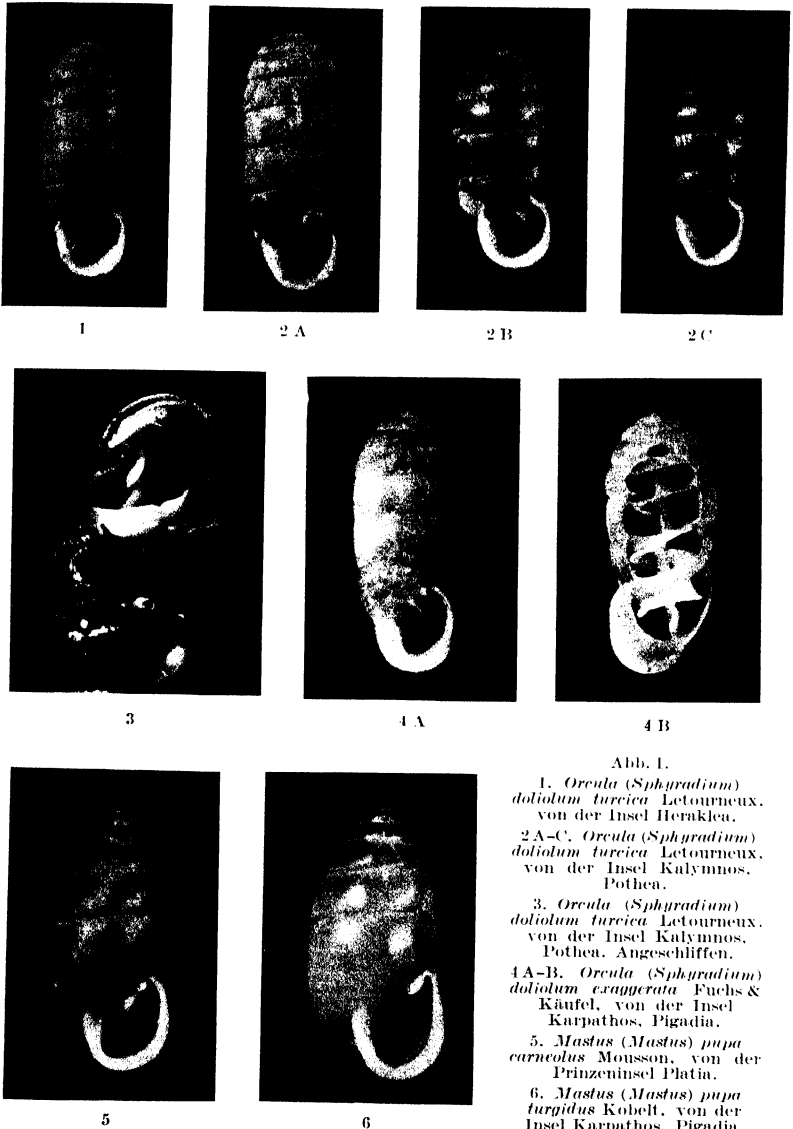 1
2 A
2 B
2 C
3
4 A
4 B
5
6
Abb. 1.
1. Orcula (Sphyradium)
doliolum turcica Letourneux,
von der Insel Heraklea.
2 A–C. Orcula (Sphyradium)
doliolum turcica Letourneux,
von der Insel Kalymnos,
Pothea.
3. Orcula (Sphyradium)
doliolum turcica Letourneux.
von der Insel Kalymnos,
Pothea. Angeschliffen.
4 A–B. Orcula (Sphyradium)
doliolum exaggerata Fuchs &
Käufel, von der Insel
Karpathos, Pigadia.
5. Mastus (Mastus) pupa
carneolus Mousson, von der
Prinzeninsel Platia.
6. Mastus (Mastus) pupa
turgidus Kobelt, von der
Insel Karpathos, Pigadia.